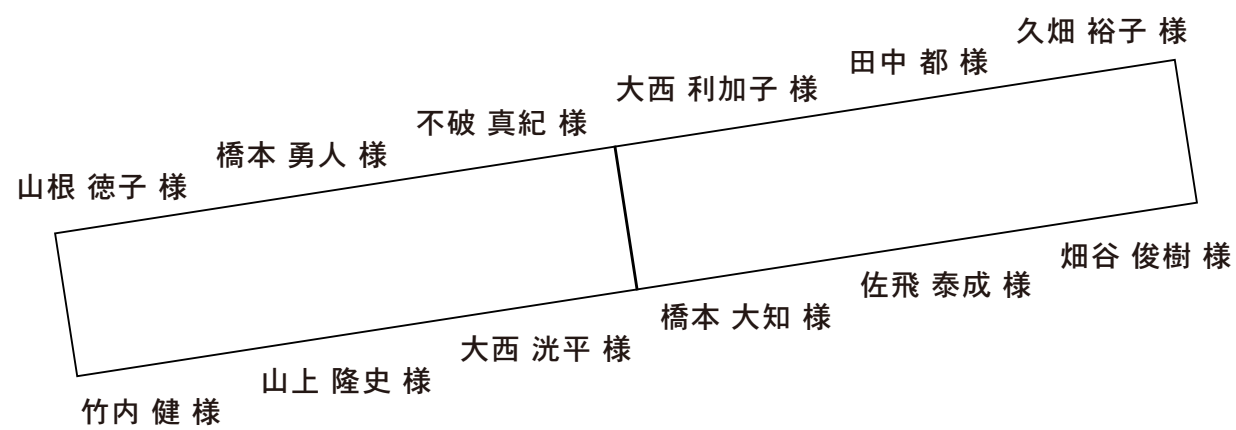 久畑 裕子 様
田中 都 様
大西 利加子 様
不破 真紀 様
橋本 勇人 様
山根 徳子 様
畑谷 俊樹 様
佐飛 泰成 様
橋本 大知 様
大西 洸平 様
山上 隆史 様
竹内 健 様